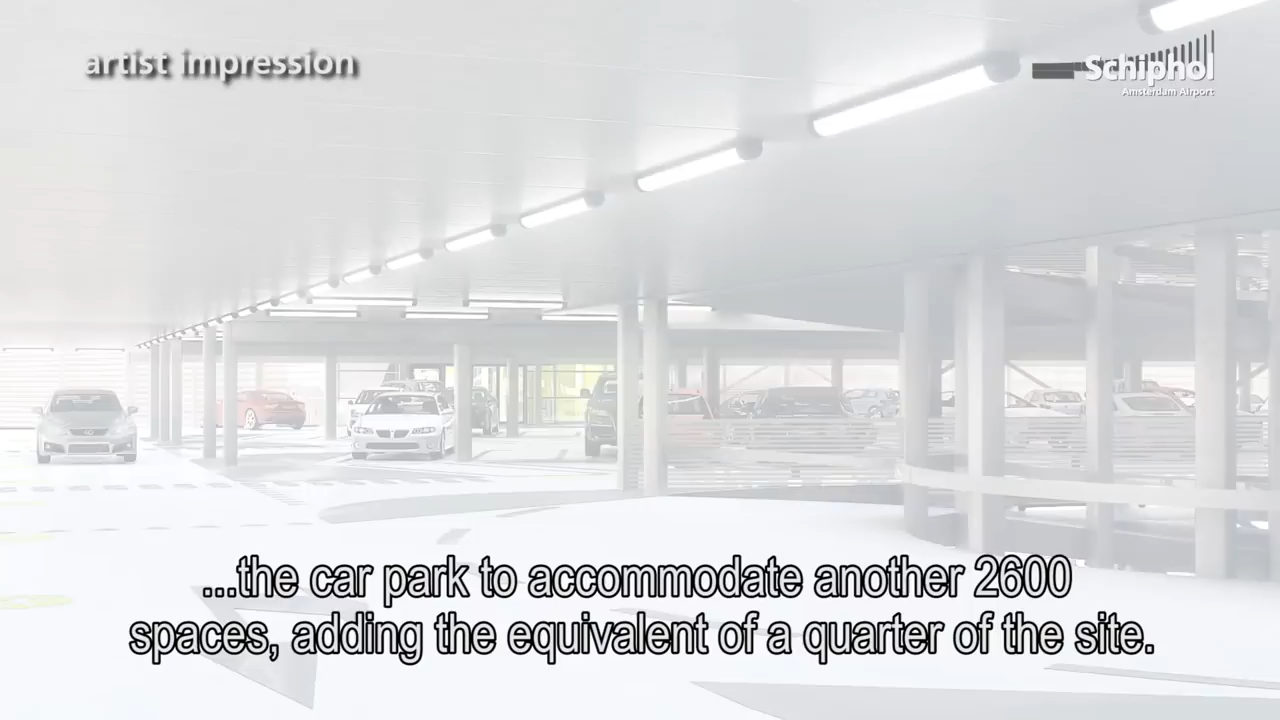 artist impression
Schiphol
Amsterdam Airport
...the car park to accommodate another 2600
spaces, adding the equivalent of a quarter of the site.